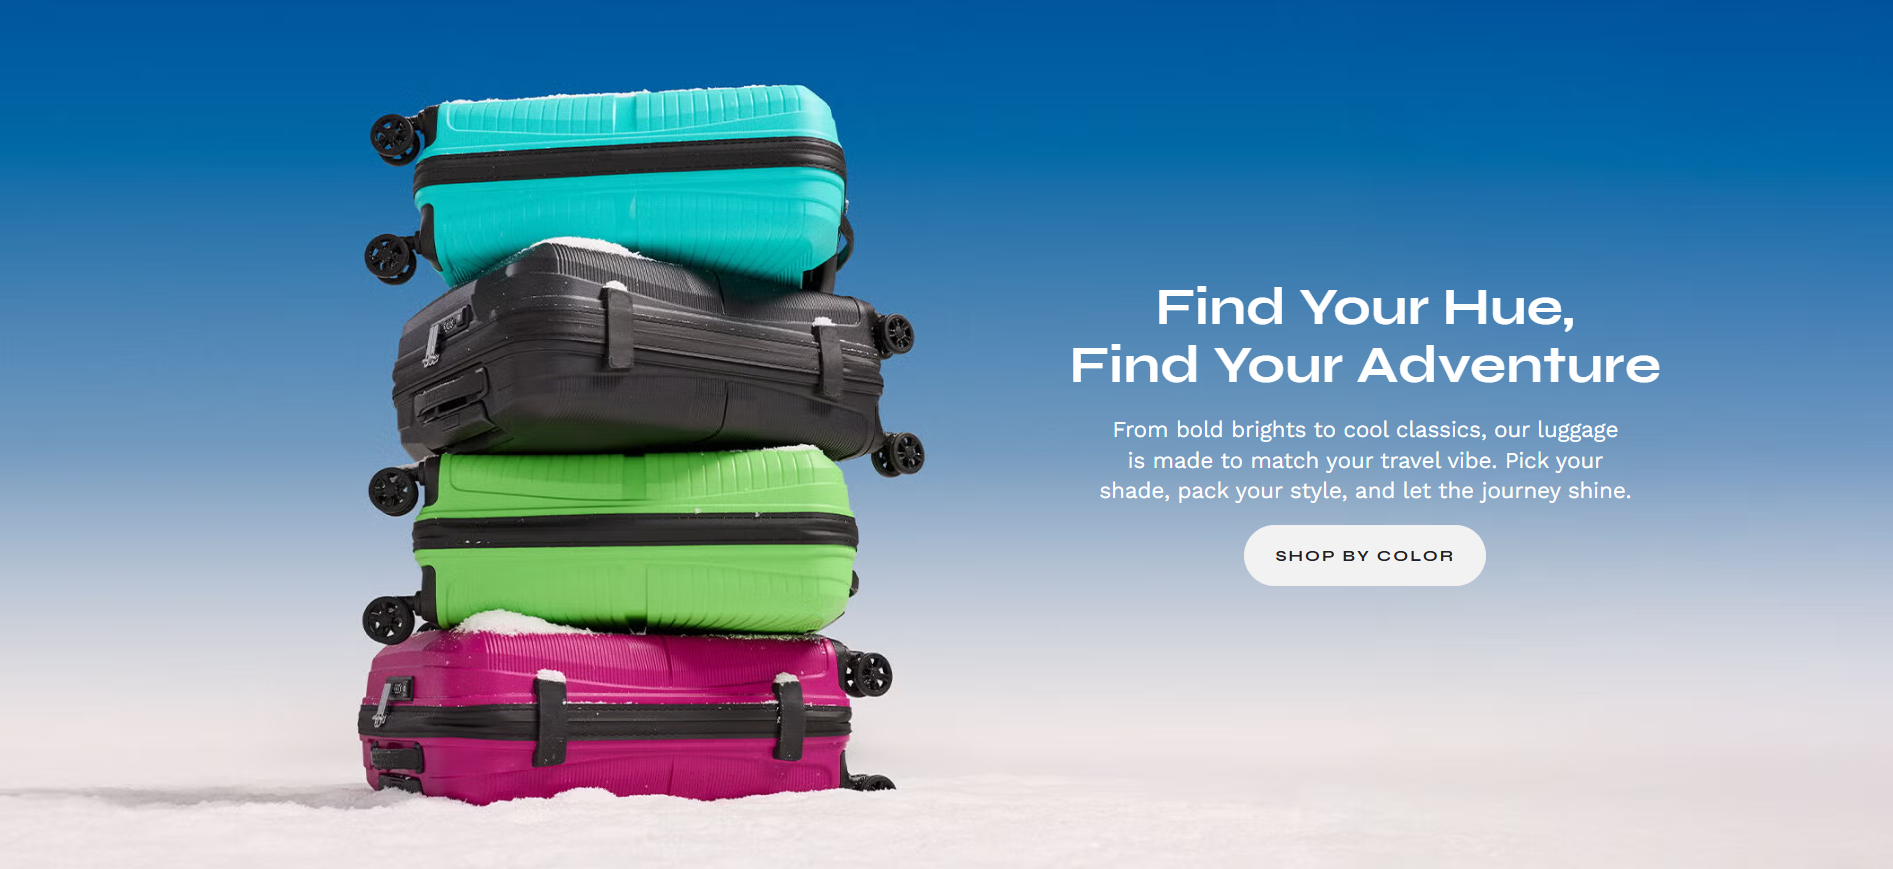 Find Your Hue,
Find Your Adventure
From bold brights to cool classics, our luggage
is made to match your travel vibe. Pick your
shade, pack your style, and let the journey shine.
SHOP BY COLOR